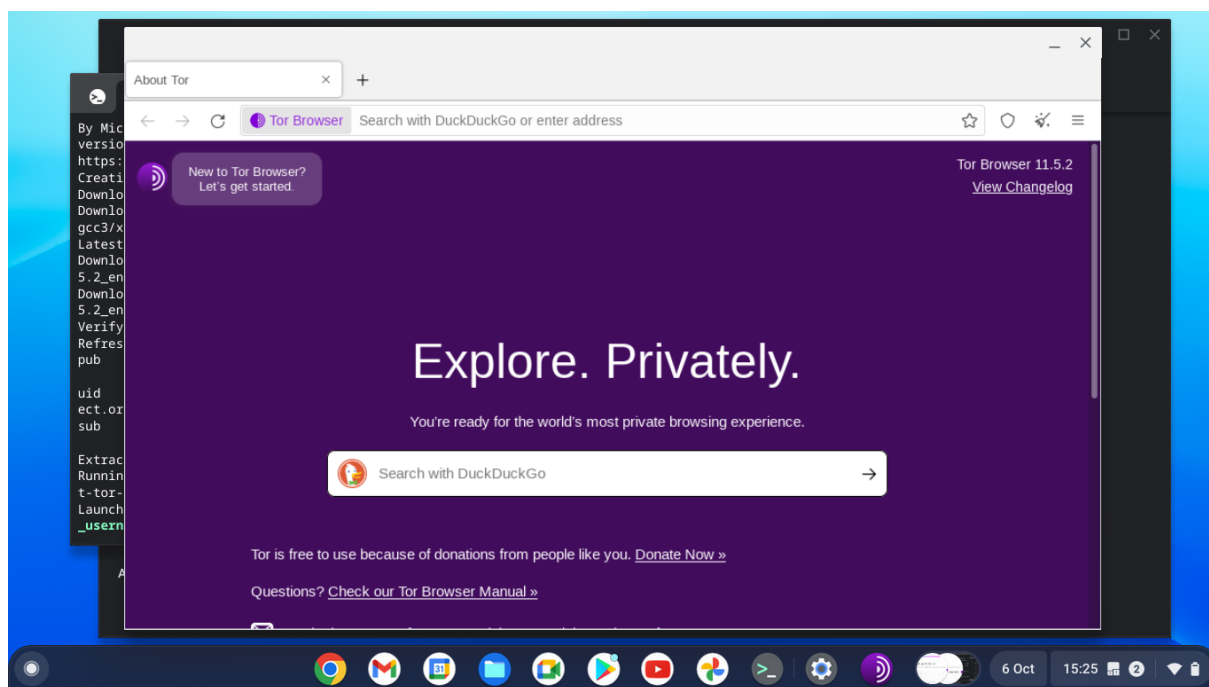 About Tor
Tor Browser Search with DuckDuckGo or enter address
New to Tor Browser?
Let's get started.
Tor Browser 11.5.2
View Changelog
Explore. Privately.
You're ready for the world's most private browsing experience.
Search with DuckDuckGo
Tor is free to use because of donations from people like you. Donate Now »
Questions? Check our Tor Browser Manual »
By Mic
versio
https:
Creati
Downlo
Downlo
gcc3/x
Latest
Downlo
5.2_en
Downlo
5.2_en
Verify
Refres
pub
uid
ect.or
sub
Extrac
Runnin
t-tor-
Launch
_usern
A
31
6 Oct 15:25 2